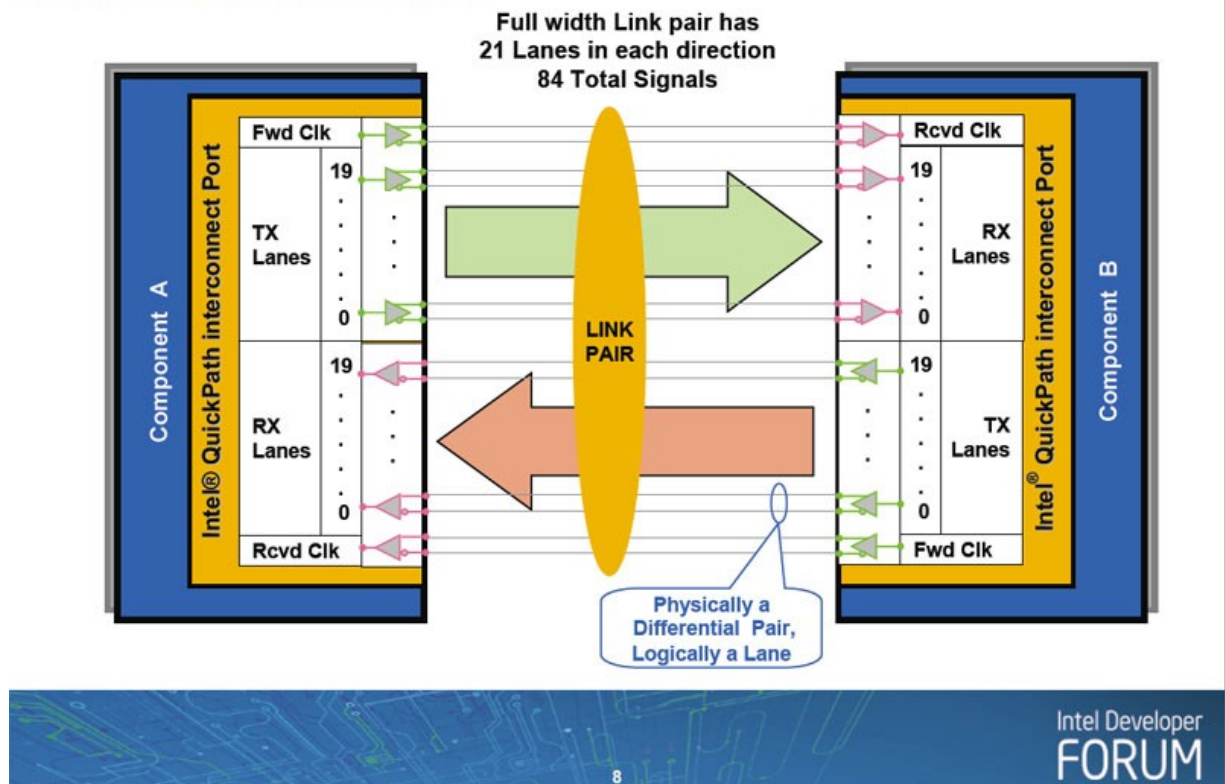 Full width Link pair has
21 Lanes in each direction
84 Total Signals
Component A
Intel® QuickPath interconnect Port
Fwd Clk
TX
Lanes
19
0
RX
Lanes
19
0
Rcvd Clk
LINK
PAIR
Rcvd Clk
19
RX
Lanes
0
19
TX
Lanes
0
Fwd Clk
Intel® QuickPath interconnect Port
Component B
Physically a
Differential Pair,
Logically a Lane
8
Intel Developer
FORUM